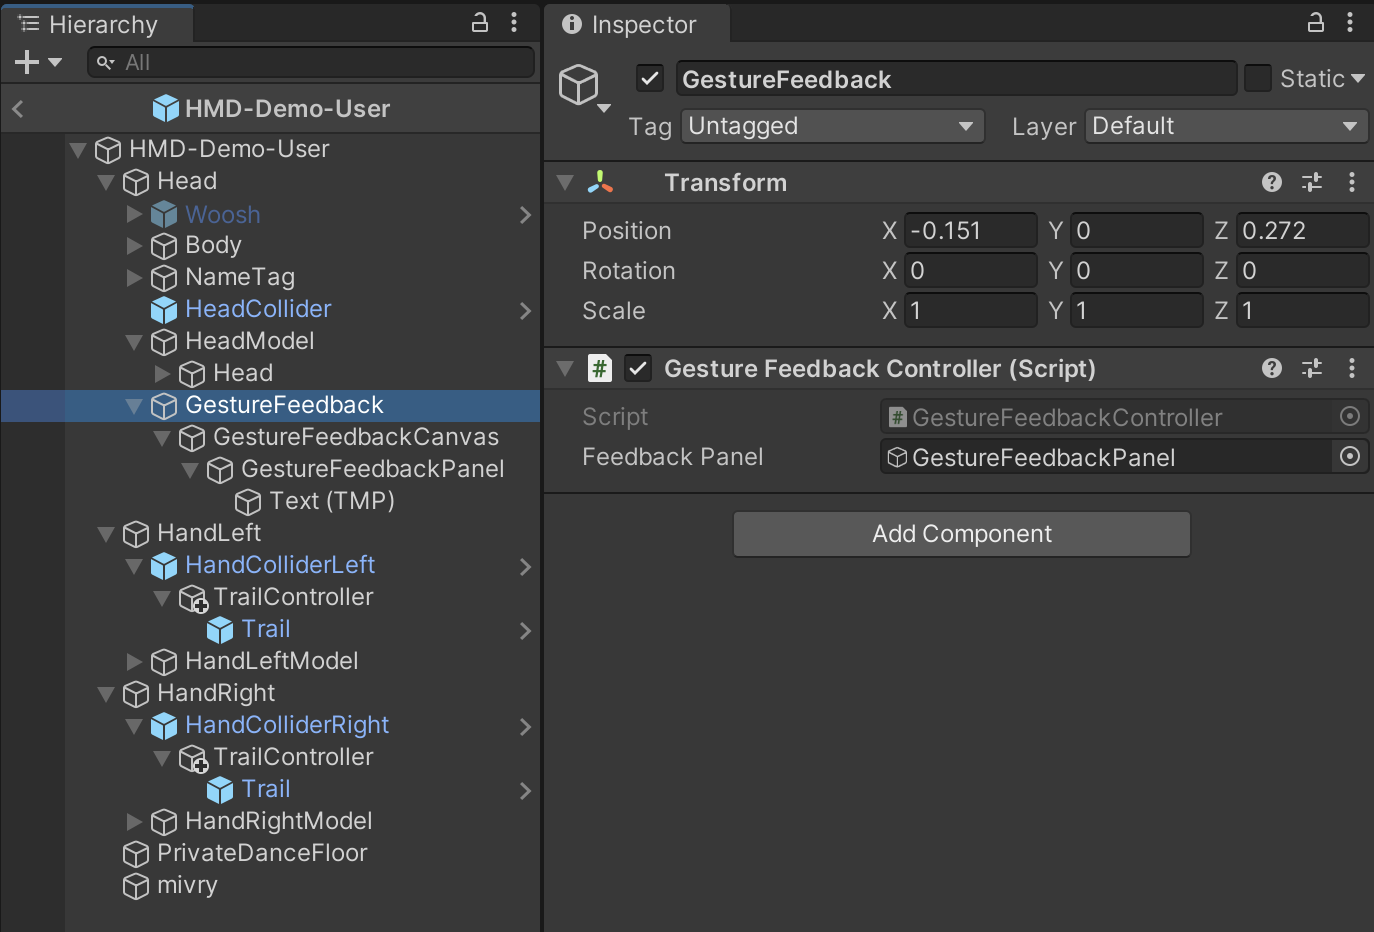 Hierarchy
All
HMD-Demo-User
HMD-Demo-User
Head
Woosh
Body
NameTag
HeadCollider
HeadModel
Head
GestureFeedback
GestureFeedbackCanvas
GestureFeedbackPanel
Text (TMP)
HandLeft
HandColliderLeft
TrailController
Trail
HandLeftModel
HandRight
HandColliderRight
TrailController
Trail
HandRightModel
PrivateDanceFloor
mivry
Inspector
GestureFeedback Static
Tag Untagged Layer Default
Transform
Position X -0.151 Y 0 Z 0.272
Rotation X 0 Y 0 Z 0
Scale X 1 Y 1 Z 1
# Gesture Feedback Controller (Script)
Script # GestureFeedbackController
Feedback Panel GestureFeedbackPanel
Add Component